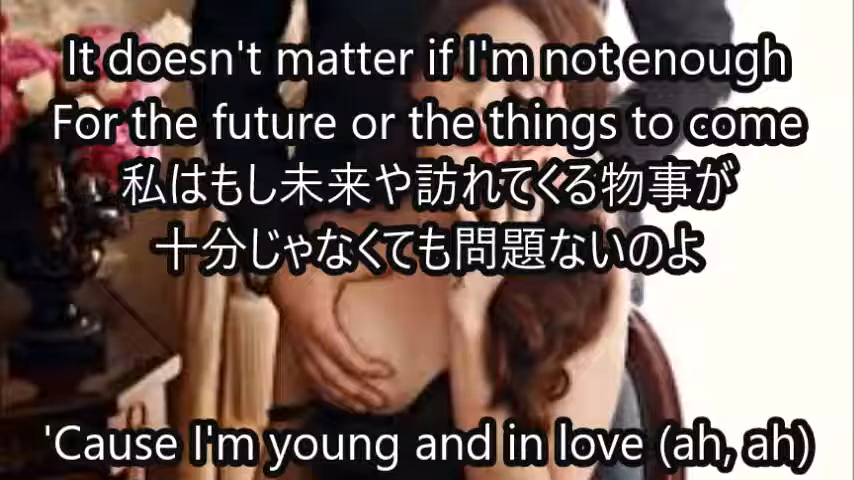 It doesn't matter if I'm not enough
For the future or the things to come
私はもし未来や訪れてくる物事が
十分じゃなくても問題ないのよ
'Cause I'm young and in love (ah, ah)